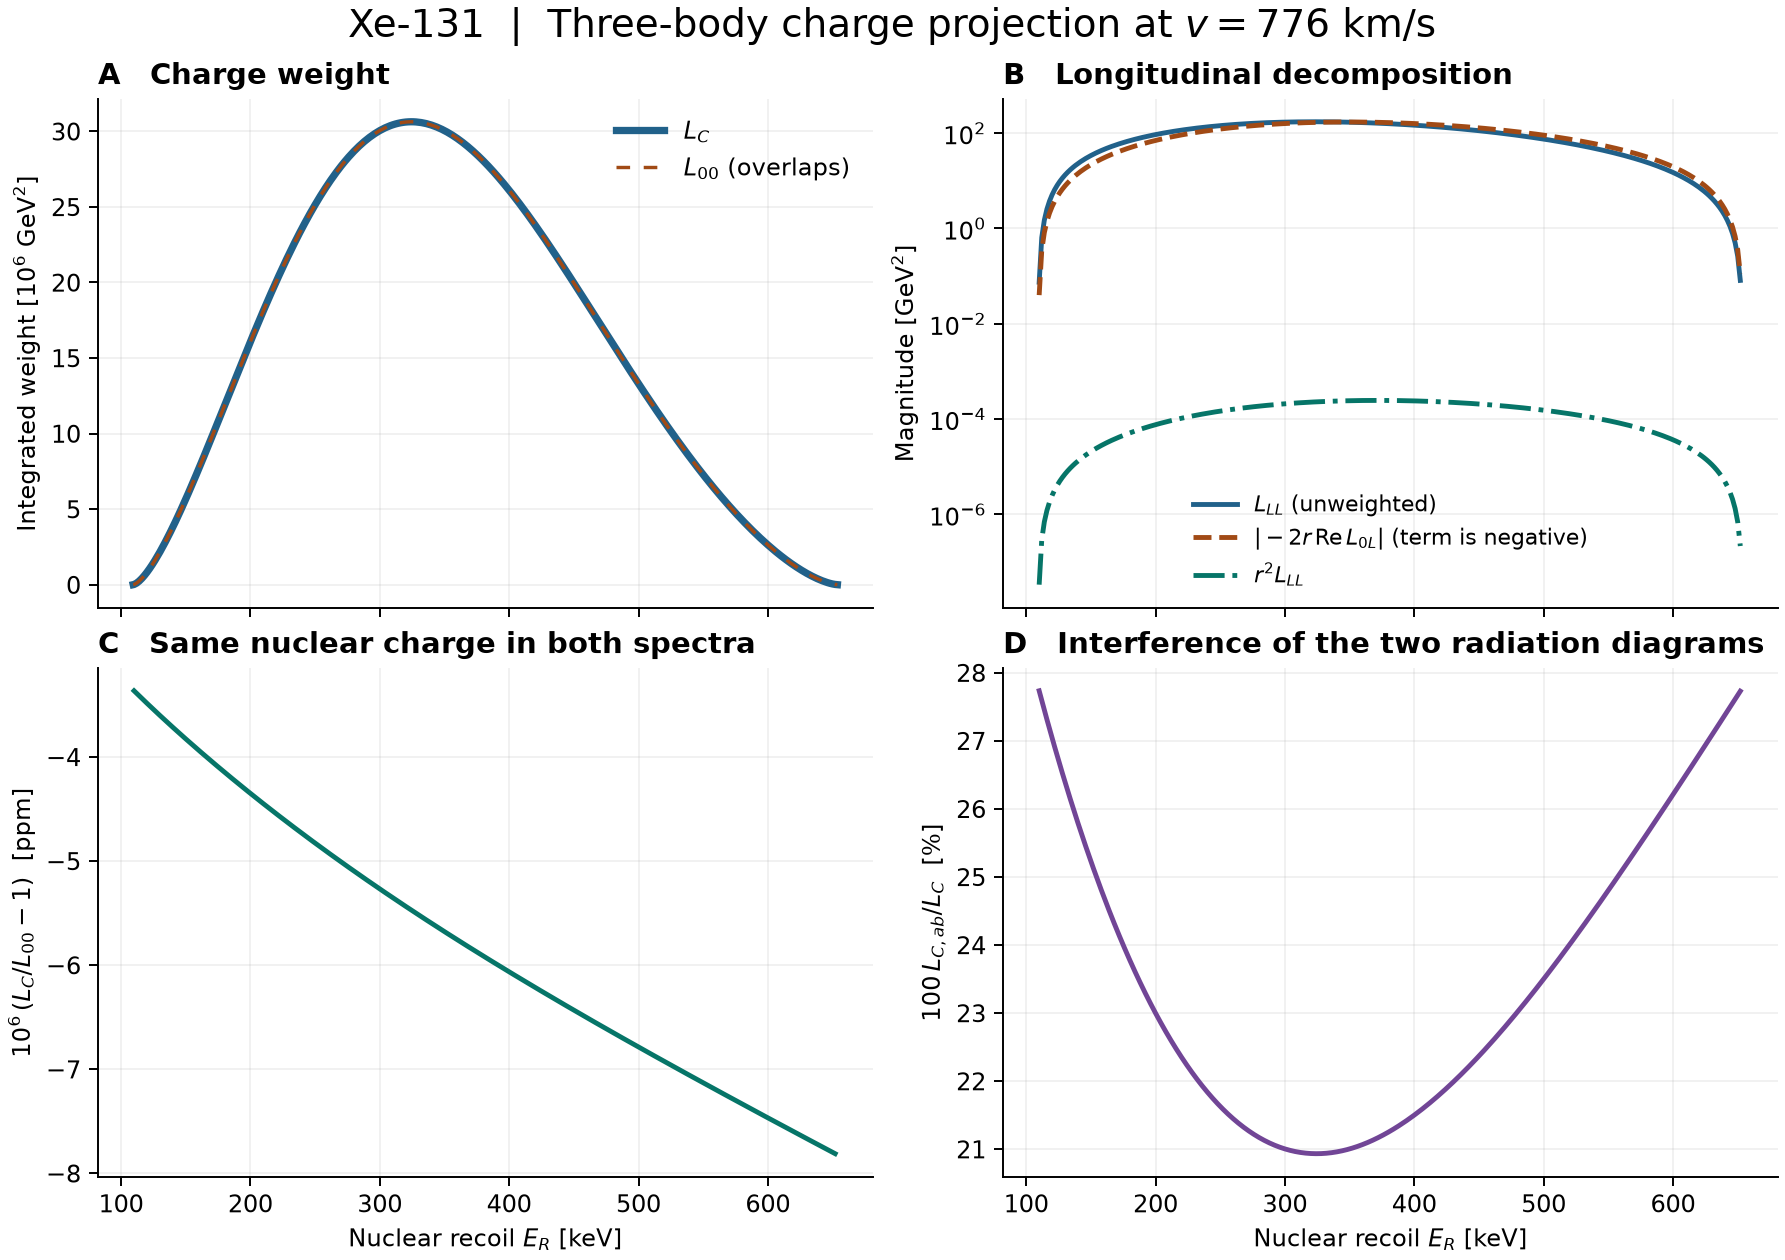 Xe-131 | Three-body charge projection at v = 776 km/s
A Charge weight
Integrated weight [10⁶ GeV²]
30
25
20
15
10
5
0
L_C
L_00 (overlaps)
B Longitudinal decomposition
Magnitude [GeV²]
10²
10⁰
10⁻²
10⁻⁴
10⁻⁶
L_LL (unweighted)
|−2r Re L_0L| (term is negative)
r²L_LL
C Same nuclear charge in both spectra
10⁶ (L_C/L_00 − 1) [ppm]
−4
−5
−6
−7
−8
100 200 300 400 500 600
Nuclear recoil E_R [keV]
D Interference of the two radiation diagrams
100 L_C,ab/L_C [%]
28
27
26
25
24
23
22
21
100 200 300 400 500 600
Nuclear recoil E_R [keV]